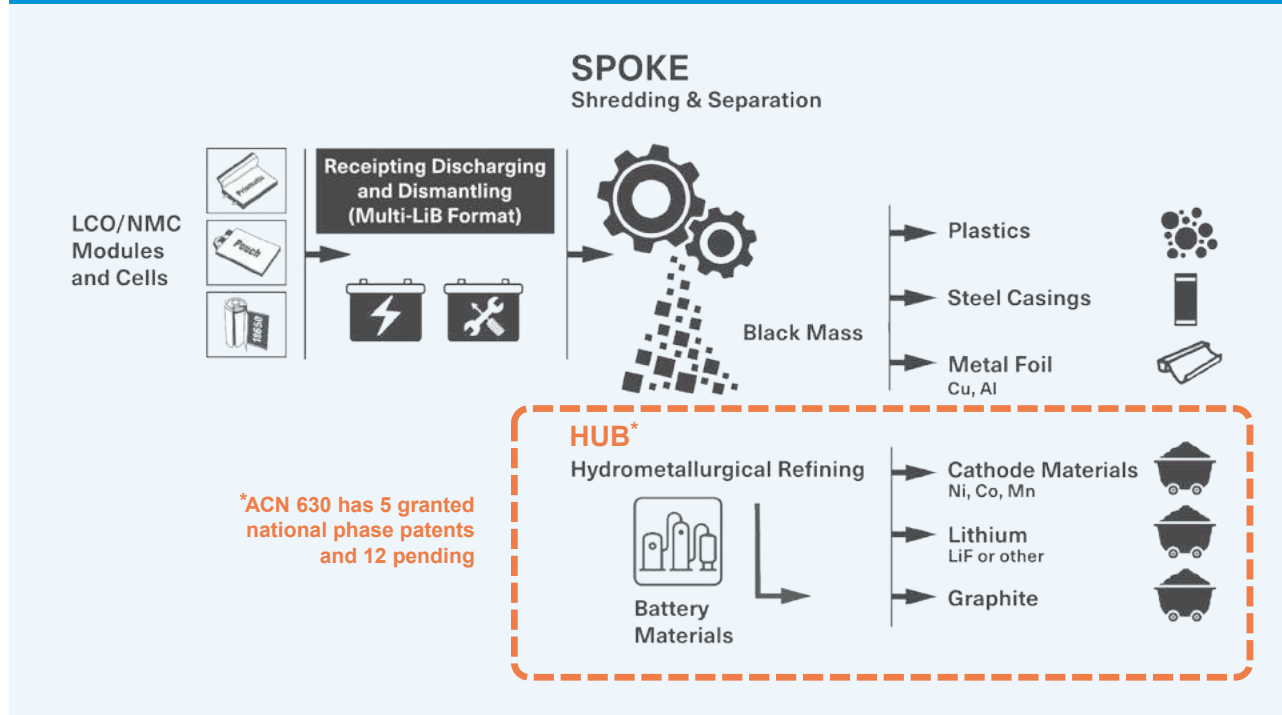 SPOKE
Shredding & Separation
LCO/NMC
Modules
and Cells
Prismatic
Pouch
18650
Receipting Discharging
and Dismantling
(Multi-LiB Format)
Black Mass
Plastics
Steel Casings
Metal Foil
Cu, Al
HUB*
Hydrometallurgical Refining
*ACN 630 has 5 granted
national phase patents
and 12 pending
Battery
Materials
Cathode Materials
Ni, Co, Mn
Lithium
LiF or other
Graphite